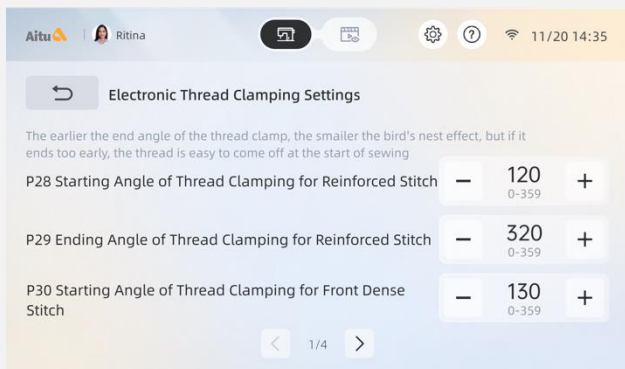 Aitu Ritina 11/20 14:35
Electronic Thread Clamping Settings
The earlier the end angle of the thread clamp, the smaller the bird's nest effect, but if it
ends too early, the thread is easy to come off at the start of sewing
P28 Starting Angle of Thread Clamping for Reinforced Stitch − 120 +
0-359
P29 Ending Angle of Thread Clamping for Reinforced Stitch − 320 +
0-359
P30 Starting Angle of Thread Clamping for Front Dense − 130 +
Stitch 0-359
< 1/4 >